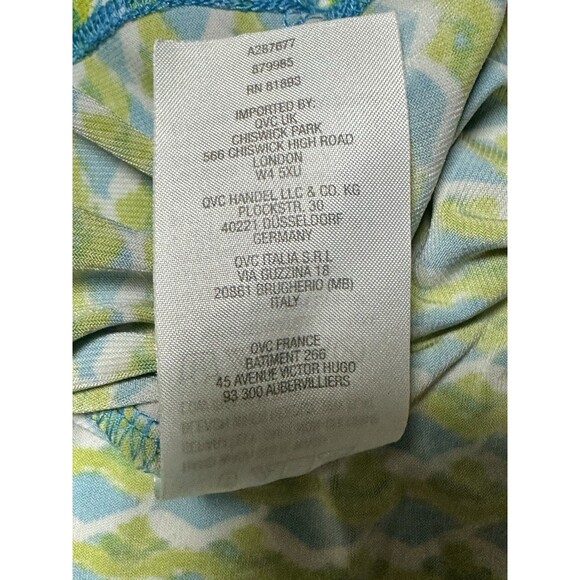 A287677
879985
RN 81893
IMPORTED BY:
QVC UK
CHISWICK PARK
566 CHISWICK HIGH ROAD
LONDON
W4 5XU
QVC HANDEL LLC & CO. KG
PLOCKSTR. 30
40221 DÜSSELDORF
GERMANY
QVC ITALIA S.R.L
VIA GUZZINA 18
20861 BRUGHERIO (MB)
ITALY
QVC FRANCE
BATIMENT 266
45 AVENUE VICTOR HUGO
93 300 AUBERVILLIERS